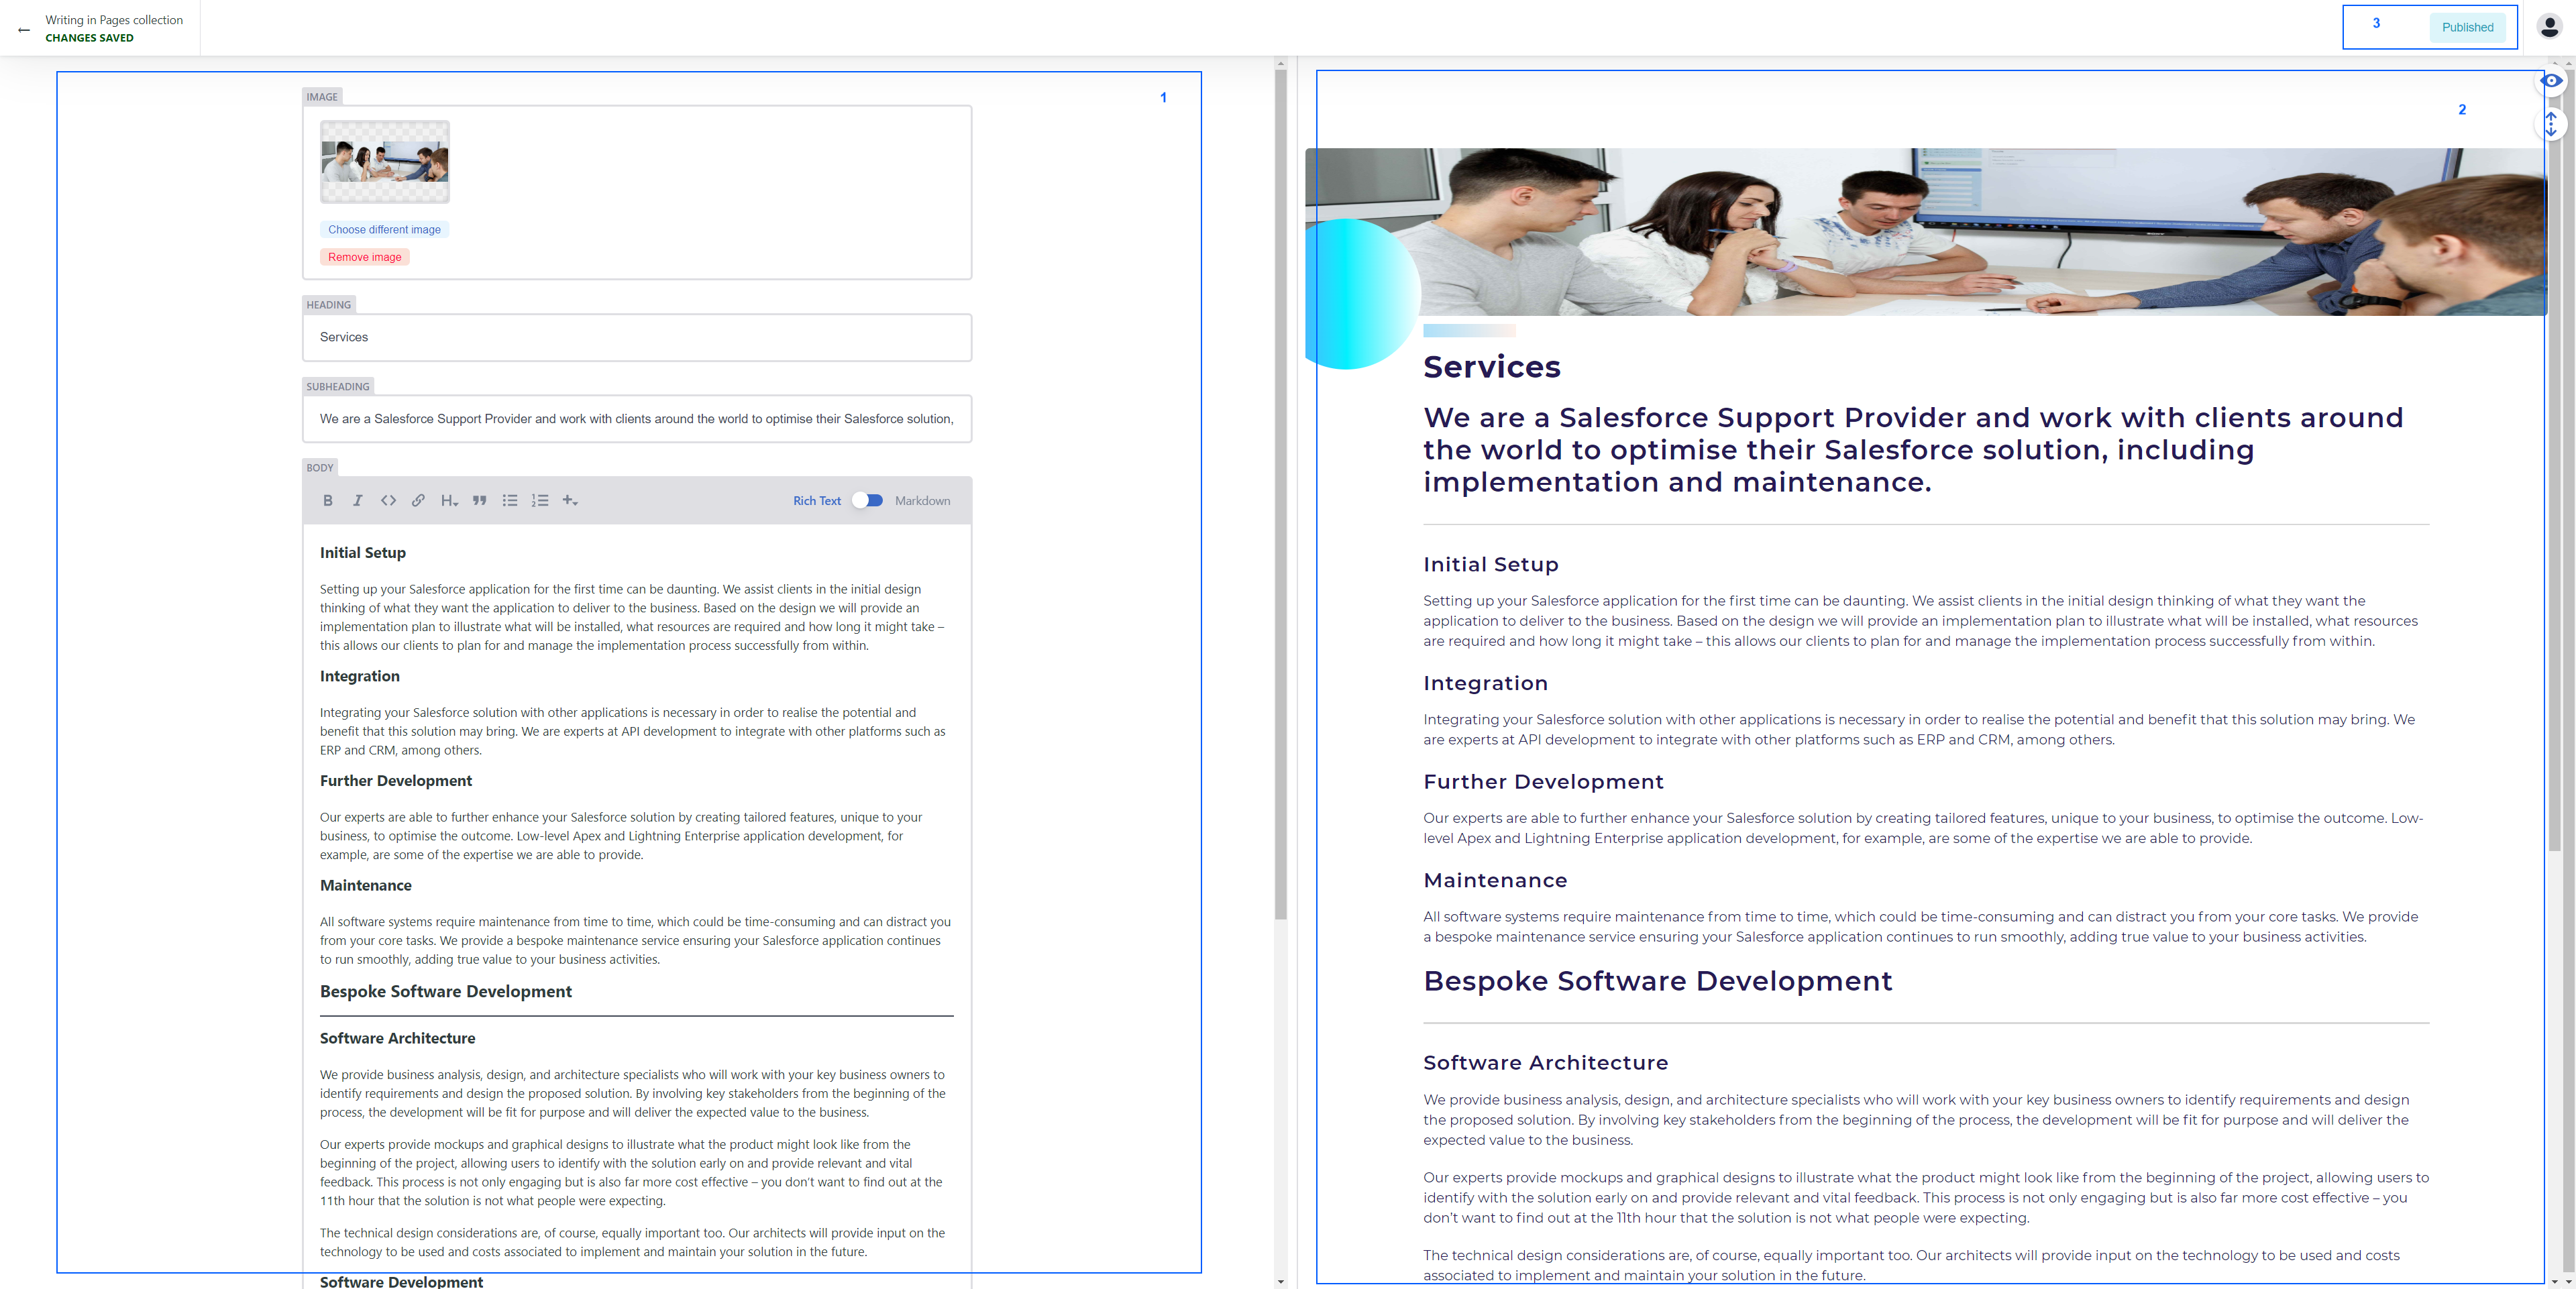 Writing in Pages collection
CHANGES SAVED
3
Published
1
IMAGE
Choose different image
Remove image
HEADING
Services
SUBHEADING
We are a Salesforce Support Provider and work with clients around the world to optimise their Salesforce solution,
BODY
B I <> H 99 +
Rich Text
Markdown
Initial Setup
Setting up your Salesforce application for the first time can be daunting. We assist clients in the initial design
thinking of what they want the application to deliver to the business. Based on the design we will provide an
implementation plan to illustrate what will be installed, what resources are required and how long it might take –
this allows our clients to plan for and manage the implementation process successfully from within.
Integration
Integrating your Salesforce solution with other applications is necessary in order to realise the potential and
benefit that this solution may bring. We are experts at API development to integrate with other platforms such as
ERP and CRM, among others.
Further Development
Our experts are able to further enhance your Salesforce solution by creating tailored features, unique to your
business, to optimise the outcome. Low-level Apex and Lightning Enterprise application development, for
example, are some of the expertise we are able to provide.
Maintenance
All software systems require maintenance from time to time, which could be time-consuming and can distract you
from your core tasks. We provide a bespoke maintenance service ensuring your Salesforce application continues
to run smoothly, adding true value to your business activities.
Bespoke Software Development
Software Architecture
We provide business analysis, design, and architecture specialists who will work with your key business owners to
identify requirements and design the proposed solution. By involving key stakeholders from the beginning of the
process, the development will be fit for purpose and will deliver the expected value to the business.
Our experts provide mockups and graphical designs to illustrate what the product might look like from the
beginning of the project, allowing users to identify with the solution early on and provide relevant and vital
feedback. This process is not only engaging but is also far more cost effective – you don't want to find out at the
11th hour that the solution is not what people were expecting.
The technical design considerations are, of course, equally important too. Our architects will provide input on the
technology to be used and costs associated to implement and maintain your solution in the future.
Software Development
2
Services
We are a Salesforce Support Provider and work with clients around
the world to optimise their Salesforce solution, including
implementation and maintenance.
Initial Setup
Setting up your Salesforce application for the first time can be daunting. We assist clients in the initial design thinking of what they want the
application to deliver to the business. Based on the design we will provide an implementation plan to illustrate what will be installed, what resources
are required and how long it might take – this allows our clients to plan for and manage the implementation process successfully from within.
Integration
Integrating your Salesforce solution with other applications is necessary in order to realise the potential and benefit that this solution may bring. We
are experts at API development to integrate with other platforms such as ERP and CRM, among others.
Further Development
Our experts are able to further enhance your Salesforce solution by creating tailored features, unique to your business, to optimise the outcome. Low-
level Apex and Lightning Enterprise application development, for example, are some of the expertise we are able to provide.
Maintenance
All software systems require maintenance from time to time, which could be time-consuming and can distract you from your core tasks. We provide
a bespoke maintenance service ensuring your Salesforce application continues to run smoothly, adding true value to your business activities.
Bespoke Software Development
Software Architecture
We provide business analysis, design, and architecture specialists who will work with your key business owners to identify requirements and design
the proposed solution. By involving key stakeholders from the beginning of the process, the development will be fit for purpose and will deliver the
expected value to the business.
Our experts provide mockups and graphical designs to illustrate what the product might look like from the beginning of the project, allowing users to
identify with the solution early on and provide relevant and vital feedback. This process is not only engaging but is also far more cost effective – you
don't want to find out at the 11th hour that the solution is not what people were expecting.
The technical design considerations are, of course, equally important too. Our architects will provide input on the technology to be used and costs
associated to implement and maintain your solution in the future.